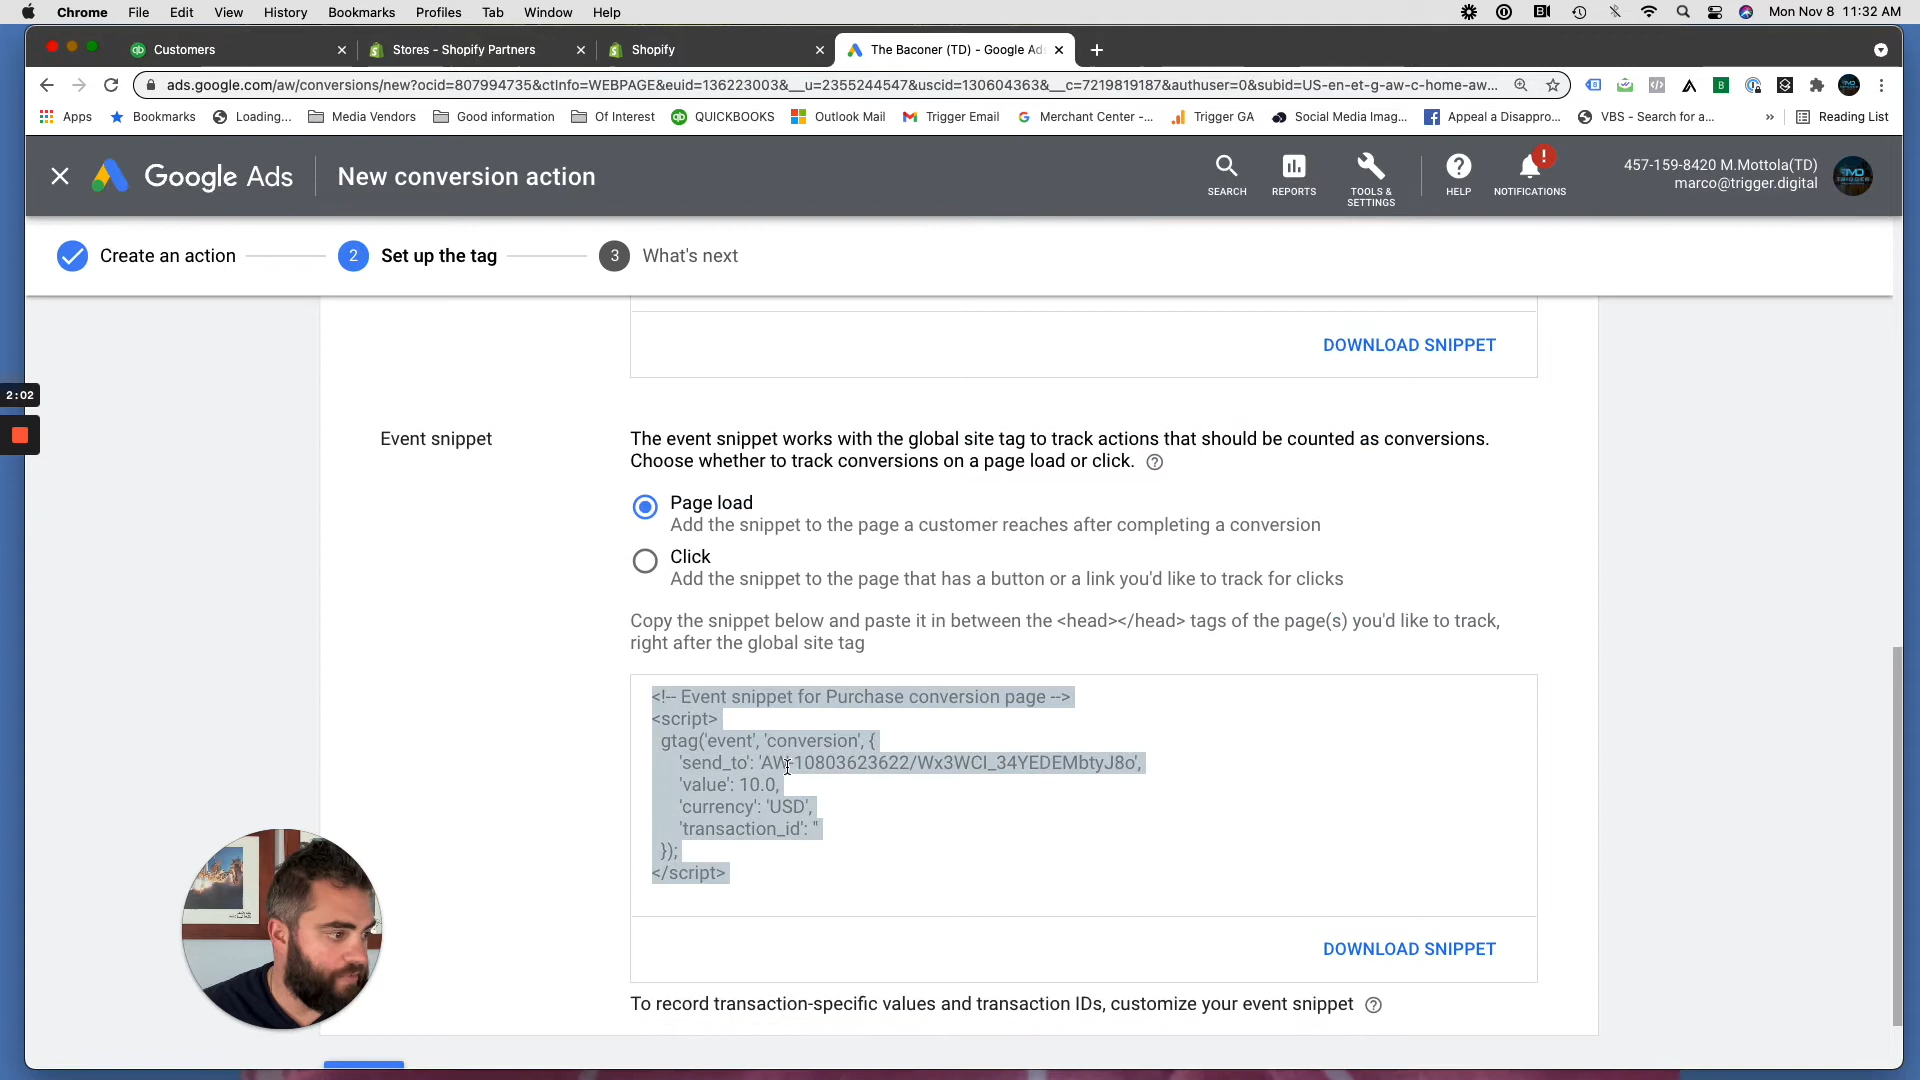 Chrome File Edit View History Bookmarks Profiles Tab Window Help Mon Nov 8 11:32 AM
Customers Stores - Shopify Partners Shopify The Baconer (TD) - Google Ads
ads.google.com/aw/conversions/new?ocid=807994735&ctInfo=WEBPAGE&euid=136223003&__u=2355244547&uscid=130604363&__c=7219819187&authuser=0&subid=US-en-et-g-aw-c-home-aw...
Apps Bookmarks Loading... Media Vendors Good information Of Interest QUICKBOOKS Outlook Mail Trigger Email Merchant Center -... Trigger GA Social Media Imag... Appeal a Disappro... VBS - Search for a... » Reading List
Google Ads New conversion action
SEARCH REPORTS TOOLS & SETTINGS HELP NOTIFICATIONS
457-159-8420 M.Mottola(TD)
marco@trigger.digital
Create an action 2 Set up the tag 3 What's next
DOWNLOAD SNIPPET
2:02
Event snippet
The event snippet works with the global site tag to track actions that should be counted as conversions.
Choose whether to track conversions on a page load or click.
Page load
Add the snippet to the page a customer reaches after completing a conversion
Click
Add the snippet to the page that has a button or a link you'd like to track for clicks
Copy the snippet below and paste it in between the <head></head> tags of the page(s) you'd like to track,
right after the global site tag
<!-- Event snippet for Purchase conversion page -->
<script>
gtag('event', 'conversion', {
'send_to': 'AW-10803623622/Wx3WCI_34YEDEMbtyJ8o',
'value': 10.0,
'currency': 'USD',
'transaction_id': ''
});
</script>
DOWNLOAD SNIPPET
To record transaction-specific values and transaction IDs, customize your event snippet